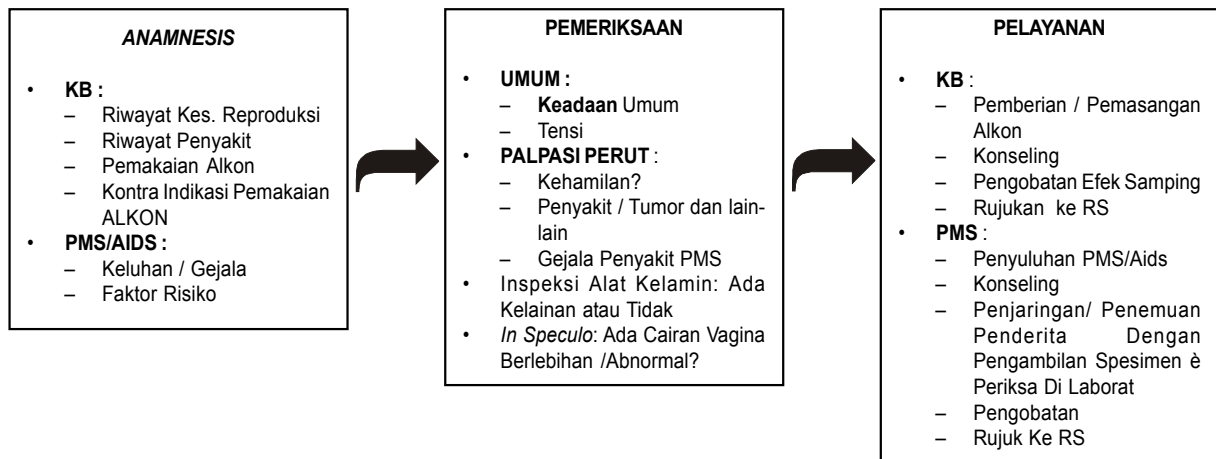 ANAMNESIS
• KB :
– Riwayat Kes. Reproduksi
– Riwayat Penyakit
– Pemakaian Alkon
– Kontra Indikasi Pemakaian
ALKON
• PMS/AIDS :
– Keluhan / Gejala
– Faktor Risiko
PEMERIKSAAN
• UMUM :
– Keadaan Umum
– Tensi
• PALPASI PERUT :
– Kehamilan?
– Penyakit / Tumor dan lain-
lain
– Gejala Penyakit PMS
• Inspeksi Alat Kelamin: Ada
Kelainan atau Tidak
• In Speculo: Ada Cairan Vagina
Berlebihan /Abnormal?
PELAYANAN
• KB :
– Pemberian / Pemasangan
Alkon
– Konseling
– Pengobatan Efek Samping
– Rujukan ke RS
• PMS :
– Penyuluhan PMS/Aids
– Konseling
– Penjaringan/ Penemuan
Penderita Dengan
Pengambilan Spesimen è
Periksa Di Laborat
– Pengobatan
– Rujuk Ke RS